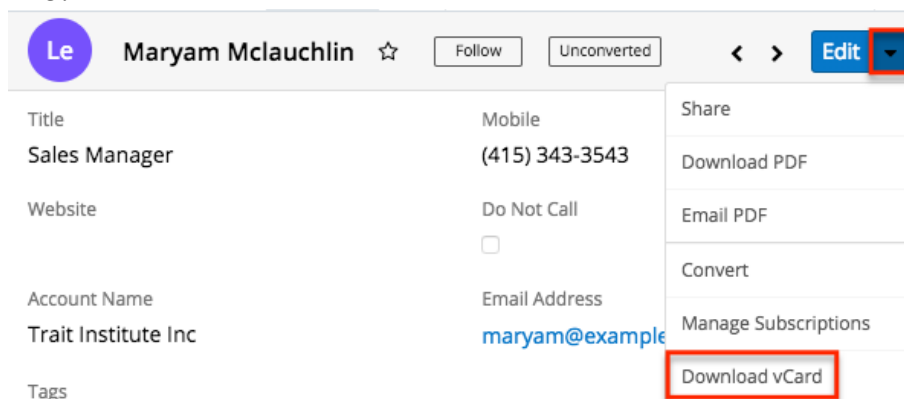 Le Maryam Mclauchlin Follow Unconverted Edit
Title
Sales Manager
Mobile
(415) 343-3543
Website
Do Not Call
Account Name
Trait Institute Inc
Email Address
maryam@example
Tags
Share
Download PDF
Email PDF
Convert
Manage Subscriptions
Download vCard